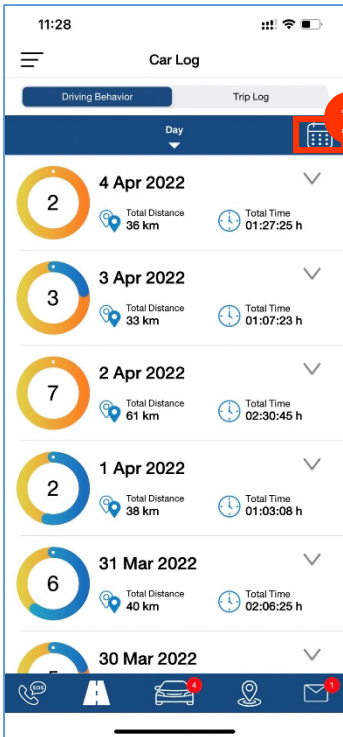 11:28
Car Log
Driving Behavior Trip Log
Day
2
4 Apr 2022
Total Distance Total Time
36 km 01:27:25 h
3
3 Apr 2022
Total Distance Total Time
33 km 01:07:23 h
7
2 Apr 2022
Total Distance Total Time
61 km 02:30:45 h
2
1 Apr 2022
Total Distance Total Time
38 km 01:03:08 h
6
31 Mar 2022
Total Distance Total Time
40 km 02:06:25 h
30 Mar 2022
SOS 4 1